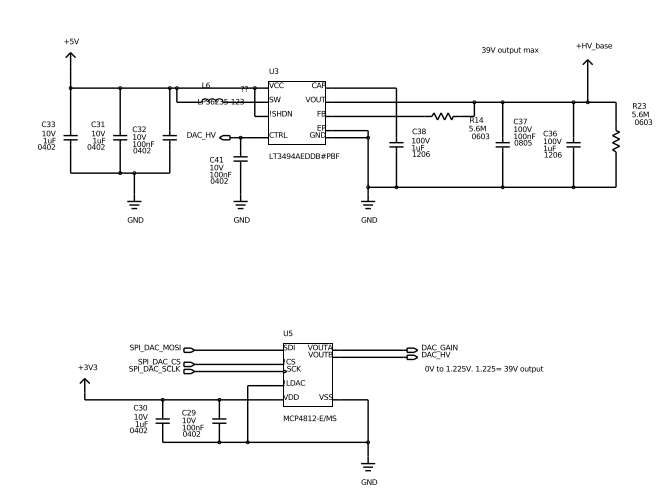 +5V
39V output max
+HV_base
U3
L6
??
VCC
CAP
SW
VOUT
!SHDN
FB
EP
CTRL
GND
LT3494AEDDB#PBF
DAC_HV
C33
10V
1uF
0402
C31
10V
1uF
0402
C32
10V
100nF
0402
C41
10V
100nF
0402
C38
100V
1uF
1206
R14
5.6M
0603
C37
100V
100nF
0805
C36
100V
1uF
1206
R23
5.6M
0603
GND
GND
GND
U5
SPI_DAC_MOSI
SDI
VOUTA
DAC_GAIN
VOUTB
DAC_HV
SPI_DAC_CS
!CS
SPI_DAC_SCLK
SCK
0V to 1.225V. 1.225= 39V output
!LDAC
+3V3
VDD
VSS
MCP4812-E/MS
C30
10V
1uF
0402
C29
10V
100nF
0402
GND